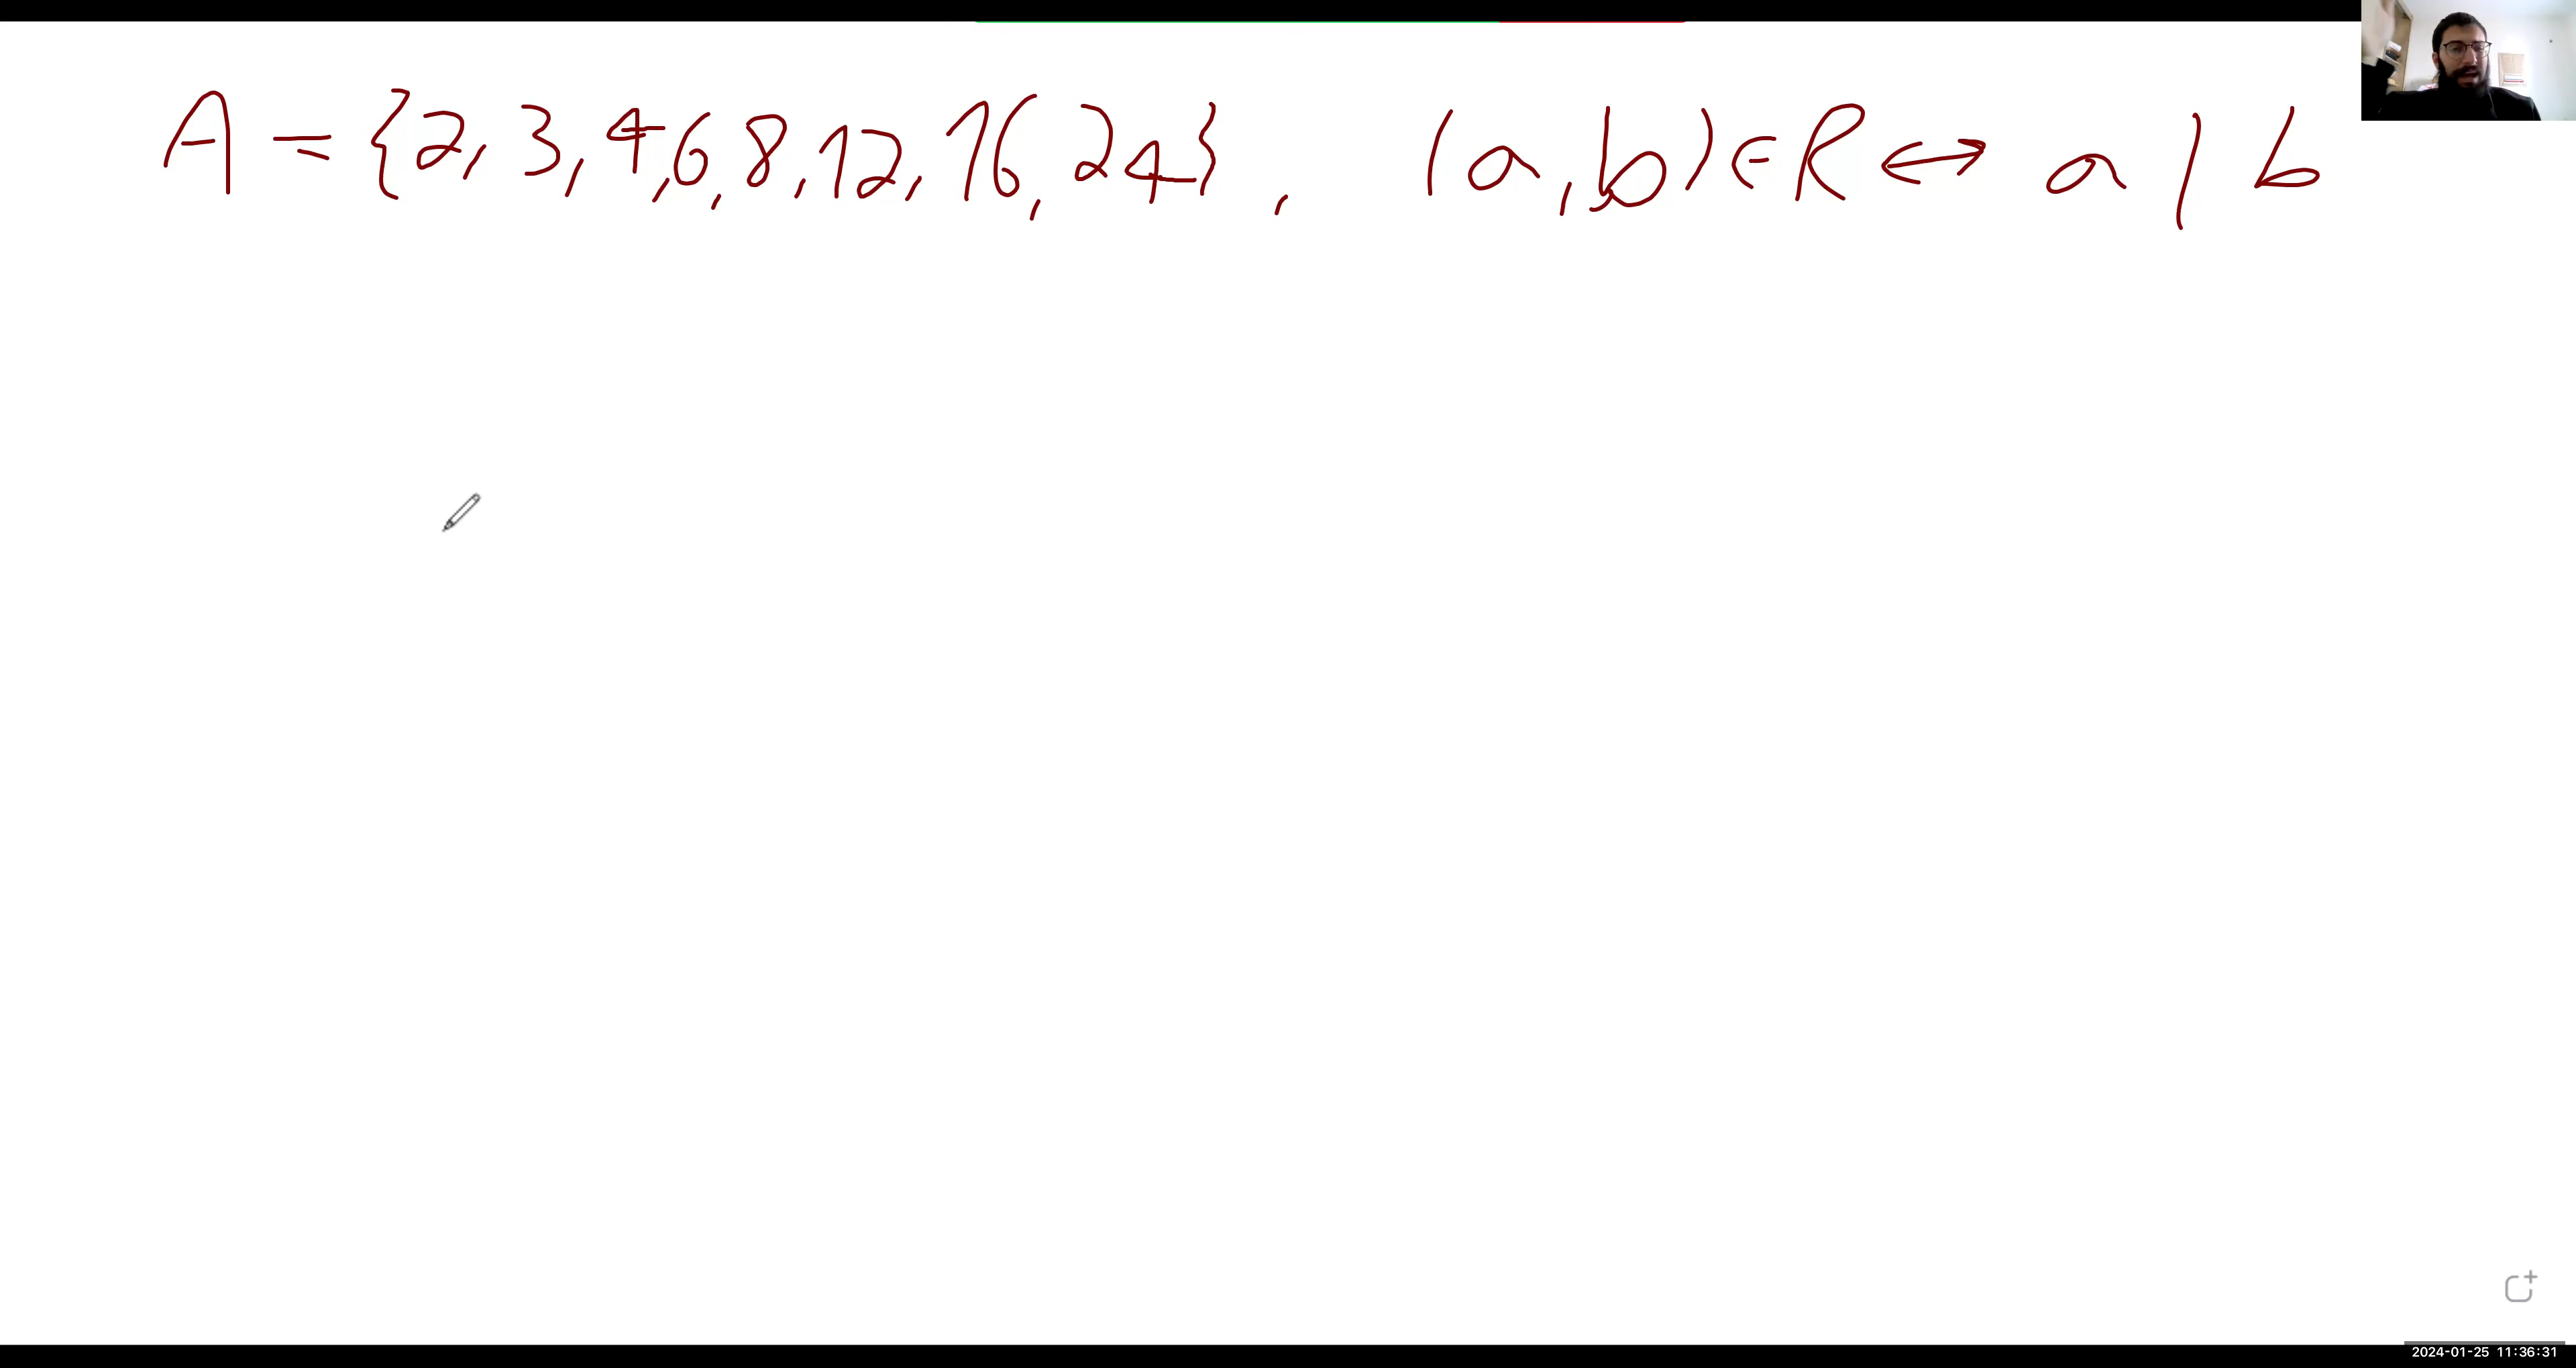 A = {2, 3, 4, 6, 8, 12, 16, 24} , (a, b) ∈ R ↔ a | b
2024-01-25 11:36:31